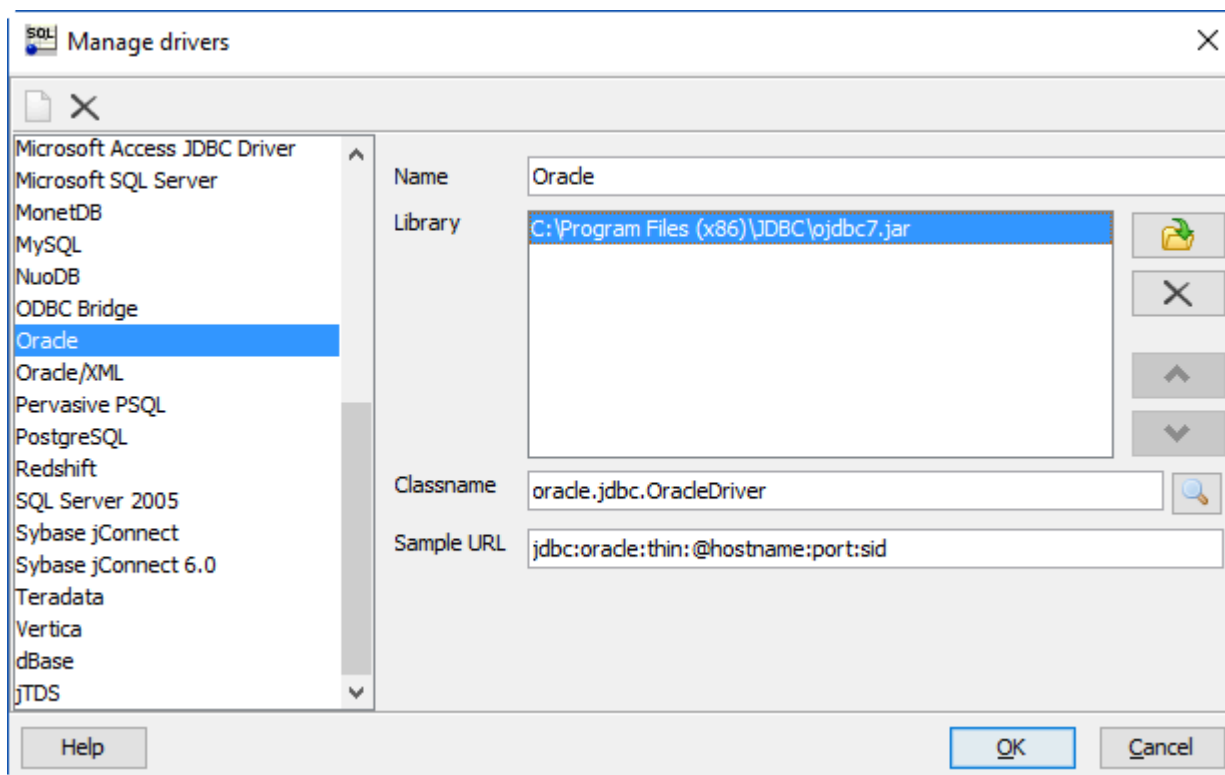 SQL
Manage drivers
Microsoft Access JDBC Driver
Microsoft SQL Server
MonetDB
MySQL
NuoDB
ODBC Bridge
Oracle
Oracle/XML
Pervasive PSQL
PostgreSQL
Redshift
SQL Server 2005
Sybase jConnect
Sybase jConnect 6.0
Teradata
Vertica
dBase
jTDS
Name
Oracle
Library
C:\Program Files (x86)\JDBC\ojdbc7.jar
Classname
oracle.jdbc.OracleDriver
Sample URL
jdbc:oracle:thin:@hostname:port:sid
Help
OK
Cancel